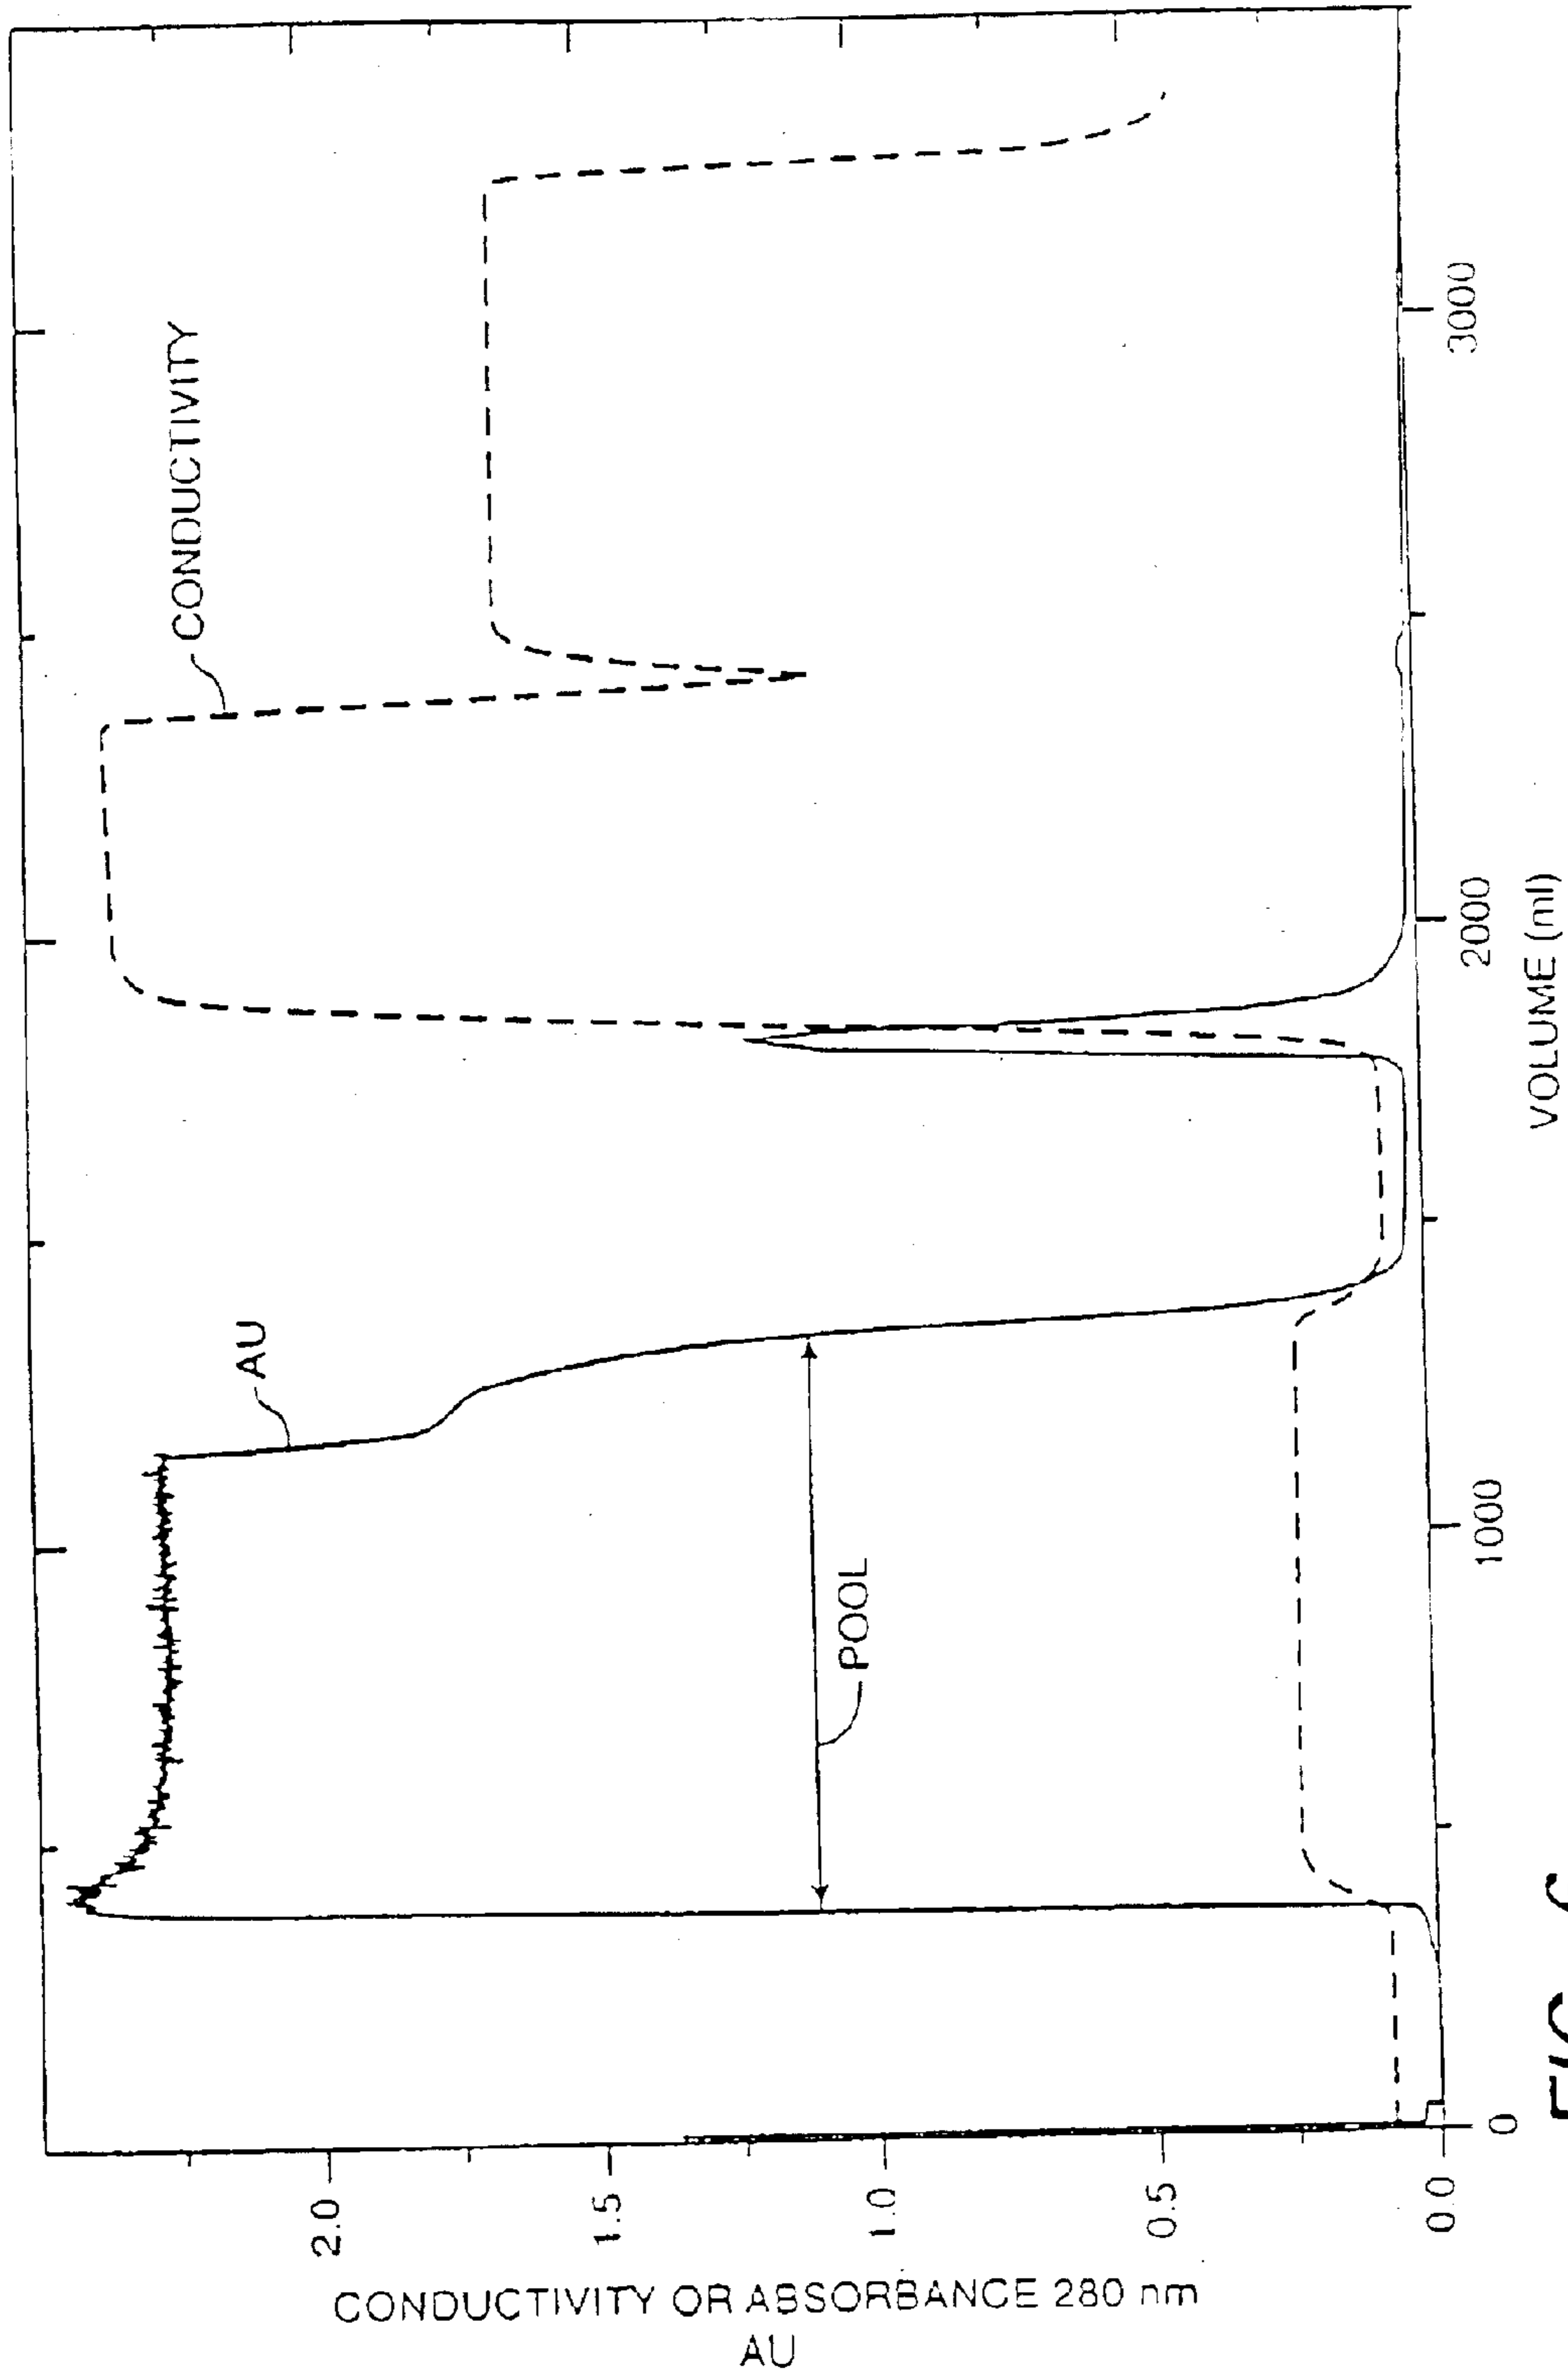 CONDUCTIVITY OR ABSORBANCE 280 nm
AU
2.0
1.5
1.0
0.5
0.0
AU
CONDUCTIVITY
POOL
0
1000
2000
3000
VOLUME (ml)